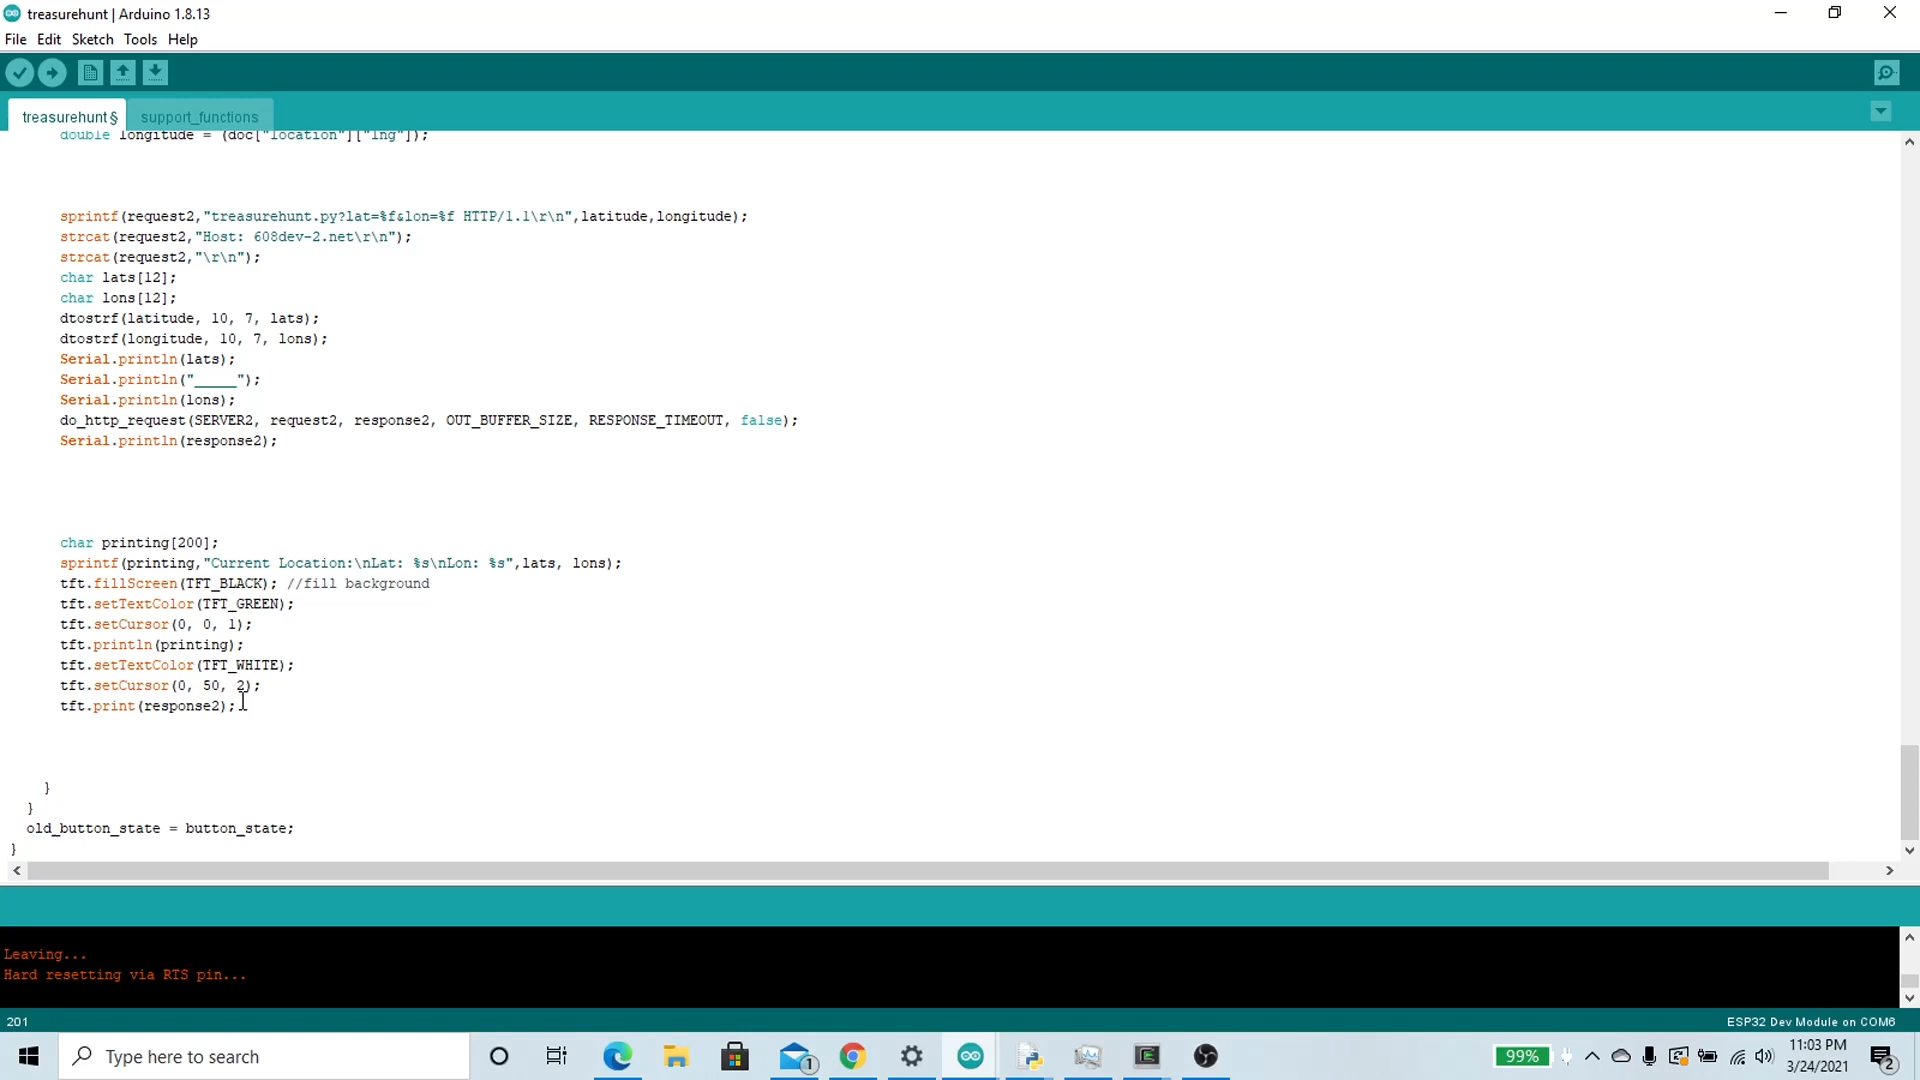 treasurehunt | Arduino 1.8.13
File Edit Sketch Tools Help
treasurehunt § support_functions
double longitude = (doc["location"]["lng"]);
sprintf(request2,"treasurehunt.py?lat=%f&lon=%f HTTP/1.1\r\n",latitude,longitude);
strcat(request2,"Host: 608dev-2.net\r\n");
strcat(request2,"\r\n");
char lats[12];
char lons[12];
dtostrf(latitude, 10, 7, lats);
dtostrf(longitude, 10, 7, lons);
Serial.println(lats);
Serial.println("_____");
Serial.println(lons);
do_http_request(SERVER2, request2, response2, OUT_BUFFER_SIZE, RESPONSE_TIMEOUT, false);
Serial.println(response2);
char printing[200];
sprintf(printing,"Current Location:\nLat: %s\nLon: %s",lats, lons);
tft.fillScreen(TFT_BLACK); //fill background
tft.setTextColor(TFT_GREEN);
tft.setCursor(0, 0, 1);
tft.println(printing);
tft.setTextColor(TFT_WHITE);
tft.setCursor(0, 50, 2);
tft.print(response2);
}
}
old_button_state = button_state;
}
Leaving...
Hard resetting via RTS pin...
201 ESP32 Dev Module on COM6
Type here to search
1
99%
11:03 PM
3/24/2021
2